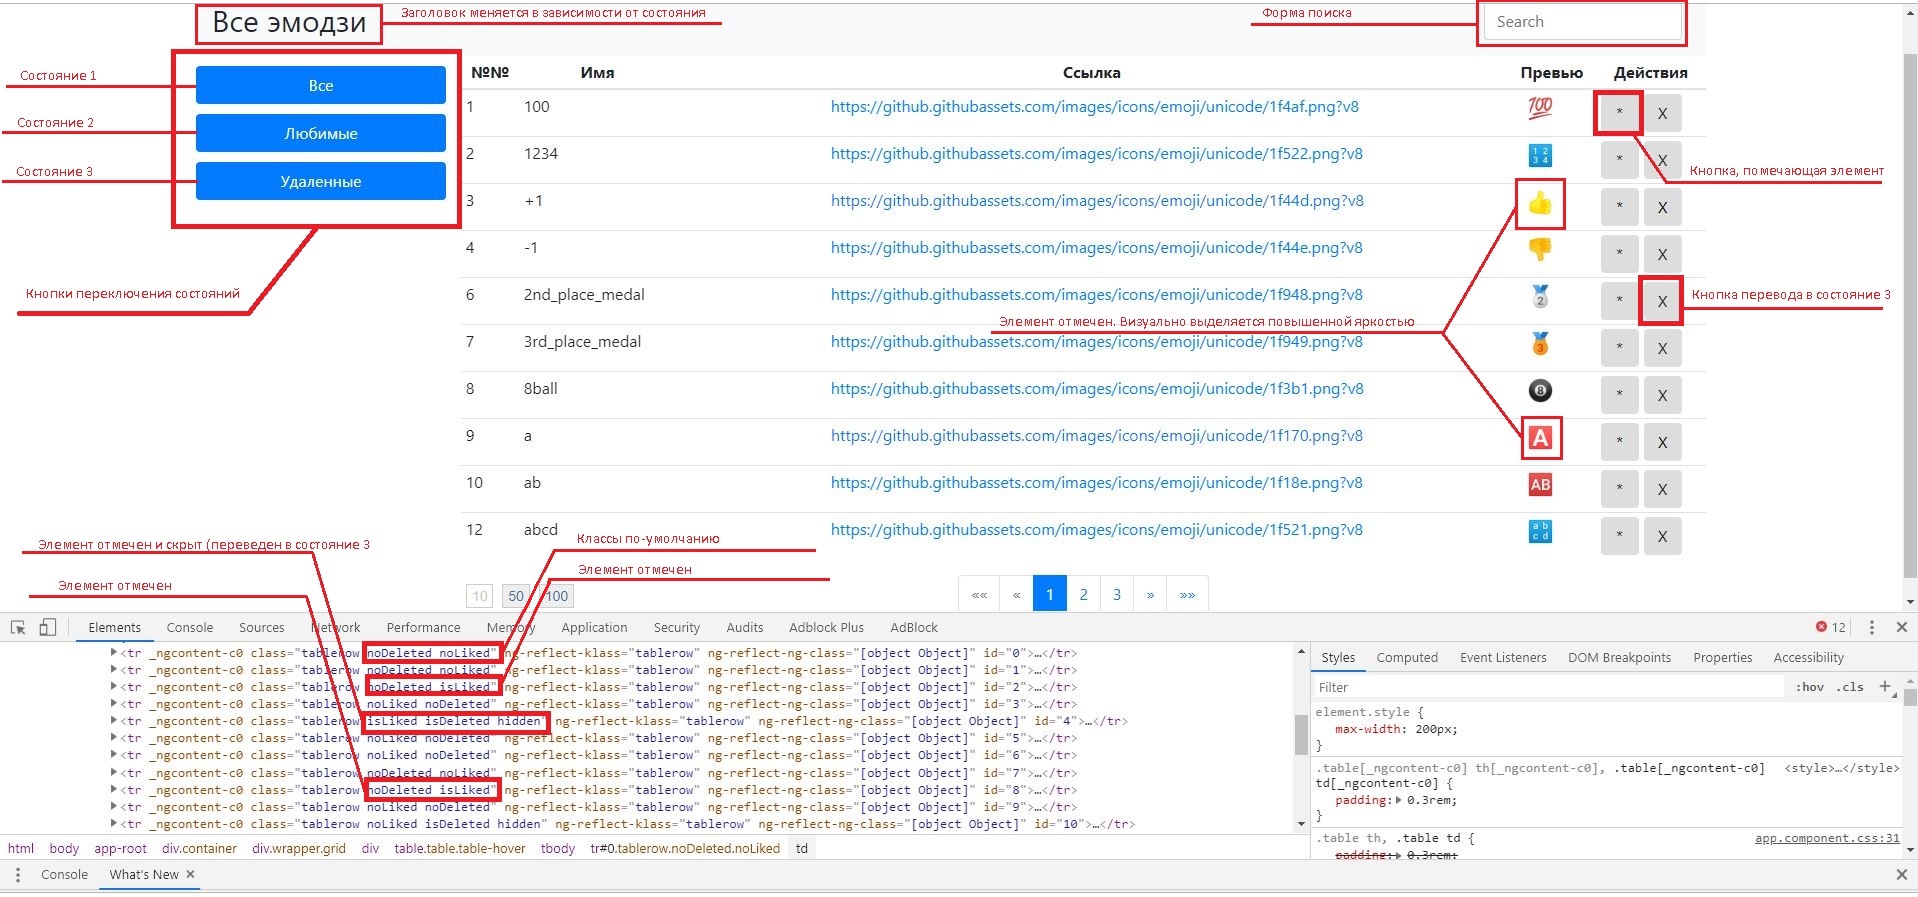 Все эмодзи
Заголовок меняется в зависимости от состояния
Форма поиска
Search
Состояние 1
Все
Состояние 2
Любимые
Состояние 3
Удаленные
Кнопки переключения состояний
№№ Имя Ссылка Превью Действия
1 100 https://github.githubassets.com/images/icons/emoji/unicode/1f4af.png?v8 * X
2 1234 https://github.githubassets.com/images/icons/emoji/unicode/1f522.png?v8 * X
Кнопка, помечающая элемент
3 +1 https://github.githubassets.com/images/icons/emoji/unicode/1f44d.png?v8 * X
4 -1 https://github.githubassets.com/images/icons/emoji/unicode/1f44e.png?v8 * X
6 2nd_place_medal https://github.githubassets.com/images/icons/emoji/unicode/1f948.png?v8 * X
Кнопка перевода в состояние 3
Элемент отмечен. Визуально выделяется повышенной яркостью
7 3rd_place_medal https://github.githubassets.com/images/icons/emoji/unicode/1f949.png?v8 * X
8 8ball https://github.githubassets.com/images/icons/emoji/unicode/1f3b1.png?v8 * X
9 a https://github.githubassets.com/images/icons/emoji/unicode/1f170.png?v8 * X
10 ab https://github.githubassets.com/images/icons/emoji/unicode/1f18e.png?v8 * X
12 abcd https://github.githubassets.com/images/icons/emoji/unicode/1f521.png?v8 * X
Элемент отмечен и скрыт (переведен в состояние 3
Классы по-умолчанию
Элемент отмечен
Элемент отмечен
10 50 100
«« « 1 2 3 » »»
Elements Console Sources Network Performance Memory Application Security Audits Adblock Plus AdBlock 12
<tr _ngcontent-c0 class="tablerow noDeleted noLiked" ng-reflect-klass="tablerow" ng-reflect-ng-class="[object Object]" id="0">…</tr>
<tr _ngcontent-c0 class="tablerow noDeleted noLiked" ng-reflect-klass="tablerow" ng-reflect-ng-class="[object Object]" id="1">…</tr>
<tr _ngcontent-c0 class="tablerow noDeleted isLiked" ng-reflect-klass="tablerow" ng-reflect-ng-class="[object Object]" id="2">…</tr>
<tr _ngcontent-c0 class="tablerow noLiked noDeleted" ng-reflect-klass="tablerow" ng-reflect-ng-class="[object Object]" id="3">…</tr>
<tr _ngcontent-c0 class="tablerow isLiked isDeleted hidden" ng-reflect-klass="tablerow" ng-reflect-ng-class="[object Object]" id="4">…</tr>
<tr _ngcontent-c0 class="tablerow noLiked noDeleted" ng-reflect-klass="tablerow" ng-reflect-ng-class="[object Object]" id="5">…</tr>
<tr _ngcontent-c0 class="tablerow noLiked noDeleted" ng-reflect-klass="tablerow" ng-reflect-ng-class="[object Object]" id="6">…</tr>
<tr _ngcontent-c0 class="tablerow noDeleted noLiked" ng-reflect-klass="tablerow" ng-reflect-ng-class="[object Object]" id="7">…</tr>
<tr _ngcontent-c0 class="tablerow noDeleted isLiked" ng-reflect-klass="tablerow" ng-reflect-ng-class="[object Object]" id="8">…</tr>
<tr _ngcontent-c0 class="tablerow noLiked noDeleted" ng-reflect-klass="tablerow" ng-reflect-ng-class="[object Object]" id="9">…</tr>
<tr _ngcontent-c0 class="tablerow noLiked isDeleted hidden" ng-reflect-klass="tablerow" ng-reflect-ng-class="[object Object]" id="10">…</tr>
html body app-root div.container div.wrapper.grid div table.table.table-hover tbody tr#0.tablerow.noDeleted.noLiked td
Styles Computed Event Listeners DOM Breakpoints Properties Accessibility
Filter :hov .cls +
element.style {
max-width: 200px;
}
.table[_ngcontent-c0] th[_ngcontent-c0], .table[_ngcontent-c0] <style>…</style>
td[_ngcontent-c0] {
padding: 0.3rem;
}
.table th, .table td { app.component.css:31
padding: 0.3rem;
Console What's New